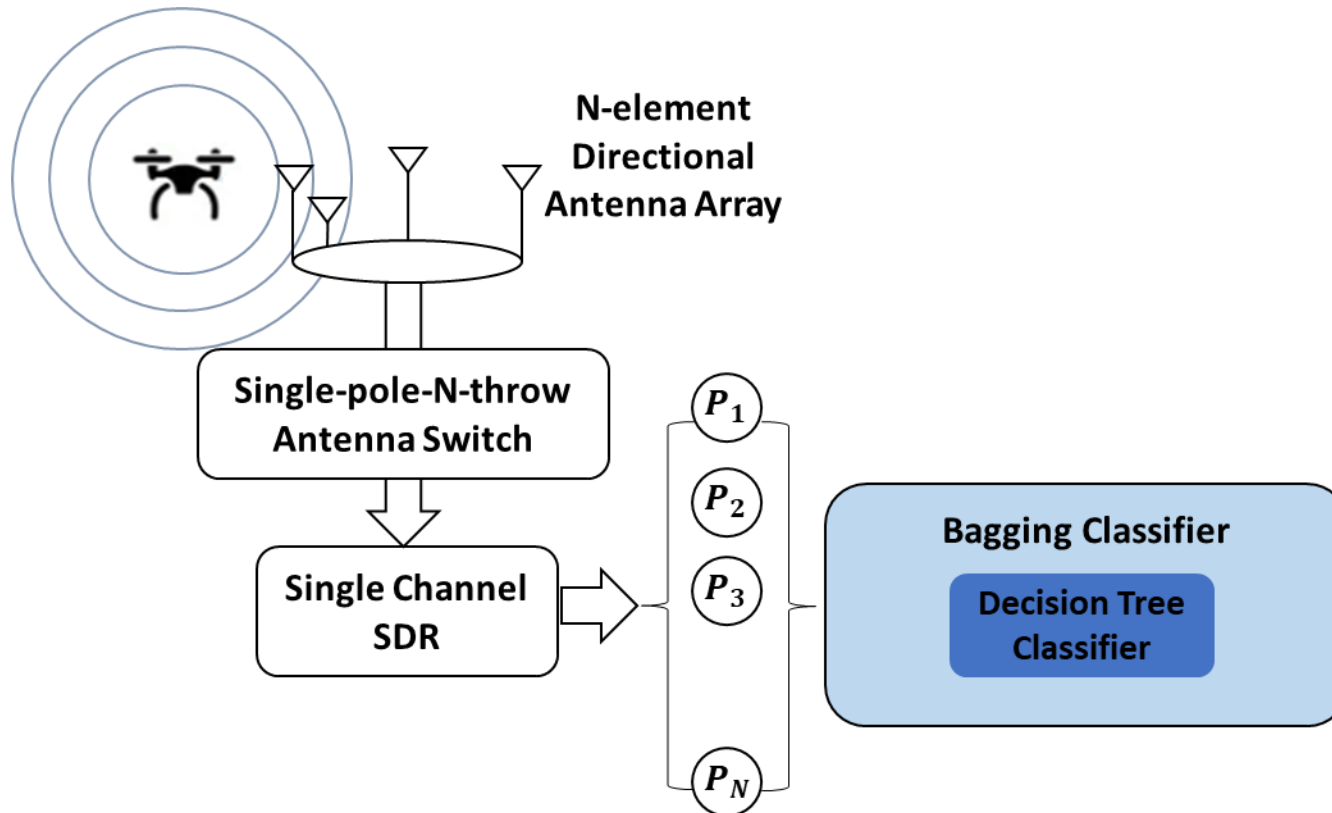 N-element
Directional
Antenna Array
Single-pole-N-throw
Antenna Switch
Single Channel
SDR
P₁
P₂
P₃
P_N
Bagging Classifier
Decision Tree
Classifier